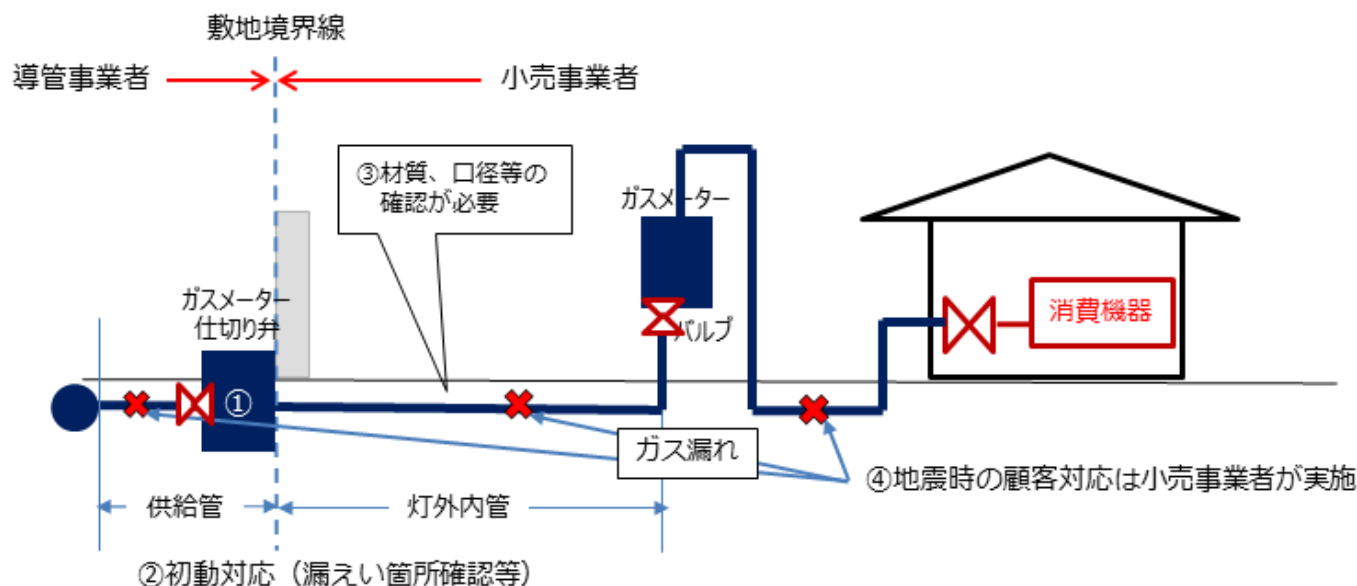 敷地境界線
導管事業者
小売事業者
③材質、口径等の
確認が必要
ガスメーター
ガスメーター
仕切り弁
バルブ
消費機器
①
ガス漏れ
④地震時の顧客対応は小売事業者が実施
供給管
灯外内管
②初動対応（漏えい箇所確認等）